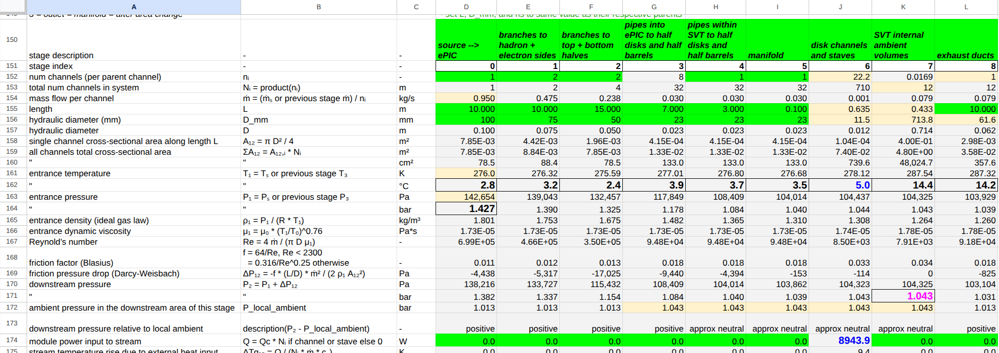 A B C D E F G H I J K L
149 3 = outlet = manifold = after area change - set L, D_mm, and ns to same value as their respective parents
150 stage description - - source --> ePIC branches to hadron + electron sides branches to top + bottom halves pipes into ePIC to half disks and half barrels pipes within SVT to half disks and half barrels manifold disk channels and staves SVT internal ambient volumes exhaust ducts
151 stage index - - 0 1 2 3 4 5 6 7 8
152 num channels (per parent channel) nᵢ - 1 2 2 8 1 1 22.2 0.0169 1
153 total num channels in system Nᵢ = product(nᵢ) m 1 2 4 32 32 32 710 12 12
154 mass flow per channel ṁ = (ṁₛ or previous stage ṁ) / nᵢ kg/s 0.950 0.475 0.238 0.030 0.030 0.030 0.001 0.079 0.079
155 length L m 10.000 10.000 15.000 7.000 3.000 0.100 0.635 0.433 10.000
156 hydraulic diameter (mm) D_mm mm 100 75 50 23 23 23 11.5 713.8 61.6
157 hydraulic diameter D m 0.100 0.075 0.050 0.023 0.023 0.023 0.012 0.714 0.062
158 single channel cross-sectional area along length L A₁₂ = π D² / 4 m² 7.85E-03 4.42E-03 1.96E-03 4.15E-04 4.15E-04 4.15E-04 1.04E-04 4.00E-01 2.98E-03
159 all channels total cross-sectional area ΣA₁₂ = A₁₂,ᵢ * Nᵢ m² 7.85E-03 8.84E-03 7.85E-03 1.33E-02 1.33E-02 1.33E-02 7.40E-02 4.80E+00 3.58E-02
160 " " cm² 78.5 88.4 78.5 133.0 133.0 133.0 739.6 48,024.7 357.6
161 entrance temperature T₁ = Tₛ or previous stage T₃ K 276.0 276.32 275.59 277.01 276.80 276.68 278.12 287.54 287.32
162 " " °C 2.8 3.2 2.4 3.9 3.7 3.5 5.0 14.4 14.2
163 entrance pressure P₁ = Pₛ or previous stage P₃ Pa 142,654 139,043 132,457 117,849 108,409 104,014 104,437 104,325 103,929
164 " " bar 1.427 1.390 1.325 1.178 1.084 1.040 1.044 1.043 1.039
165 entrance density (ideal gas law) ρ₁ = P₁ / (R * T₁) kg/m³ 1.801 1.753 1.675 1.482 1.365 1.310 1.308 1.264 1.260
166 entrance dynamic viscosity μ₁ = μ₀ * (T₁/T₀)^0.76 Pa*s 1.73E-05 1.73E-05 1.73E-05 1.73E-05 1.73E-05 1.73E-05 1.74E-05 1.78E-05 1.78E-05
167 Reynold's number Re = 4 ṁ / (π D μ₁) - 6.99E+05 4.66E+05 3.50E+05 9.48E+04 9.48E+04 9.48E+04 8.50E+03 7.91E+03 9.18E+04
168 friction factor (Blasius) f = 64/Re, Re < 2300 = 0.316/Re^0.25 otherwise - 0.011 0.012 0.013 0.018 0.018 0.018 0.033 0.034 0.018
169 friction pressure drop (Darcy-Weisbach) ΔP₁₂ = -f * (L/D) * ṁ² / (2 ρ₁ A₁₂²) Pa -4,438 -5,317 -17,025 -9,440 -4,394 -153 -114 0 -825
170 downstream pressure P₂ = P₁ + ΔP₁₂ Pa 138,216 133,727 115,432 108,409 104,014 103,862 104,323 104,325 103,104
171 " " bar 1.382 1.337 1.154 1.084 1.040 1.039 1.043 1.043 1.031
172 ambient pressure in the downstream area of this stage P_local_ambient bar 1.013 1.013 1.013 1.043 1.043 1.043 1.043 1.043 1.013
173 downstream pressure relative to local ambient description(P₂ - P_local_ambient) - positive positive positive positive approx neutral approx neutral approx neutral approx neutral positive
174 module power input to stream Q = Qc * Nᵢ if channel or stave else 0 W 0.0 0.0 0.0 0.0 0.0 0.0 8943.9 0.0 0.0
175 stream temperature rise due to external heat input K 0.0 0.0 0.0 0.0 0.0 0.0 9.4 0.0 0.0